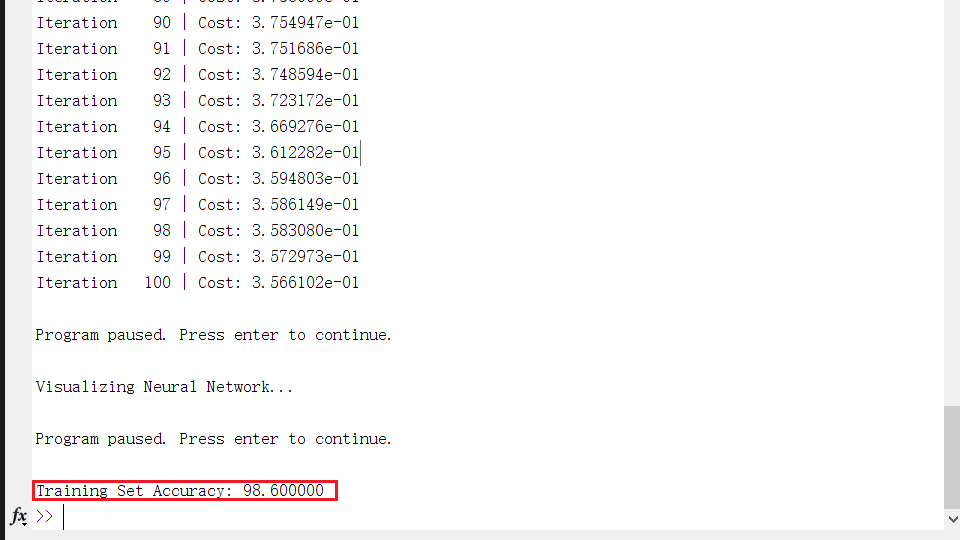 Iteration    90 | Cost: 3.754947e-01
Iteration    91 | Cost: 3.751686e-01
Iteration    92 | Cost: 3.748594e-01
Iteration    93 | Cost: 3.723172e-01
Iteration    94 | Cost: 3.669276e-01
Iteration    95 | Cost: 3.612282e-01
Iteration    96 | Cost: 3.594803e-01
Iteration    97 | Cost: 3.586149e-01
Iteration    98 | Cost: 3.583080e-01
Iteration    99 | Cost: 3.572973e-01
Iteration   100 | Cost: 3.566102e-01
Program paused. Press enter to continue.
Visualizing Neural Network...
Program paused. Press enter to continue.
Training Set Accuracy: 98.600000
fx >>